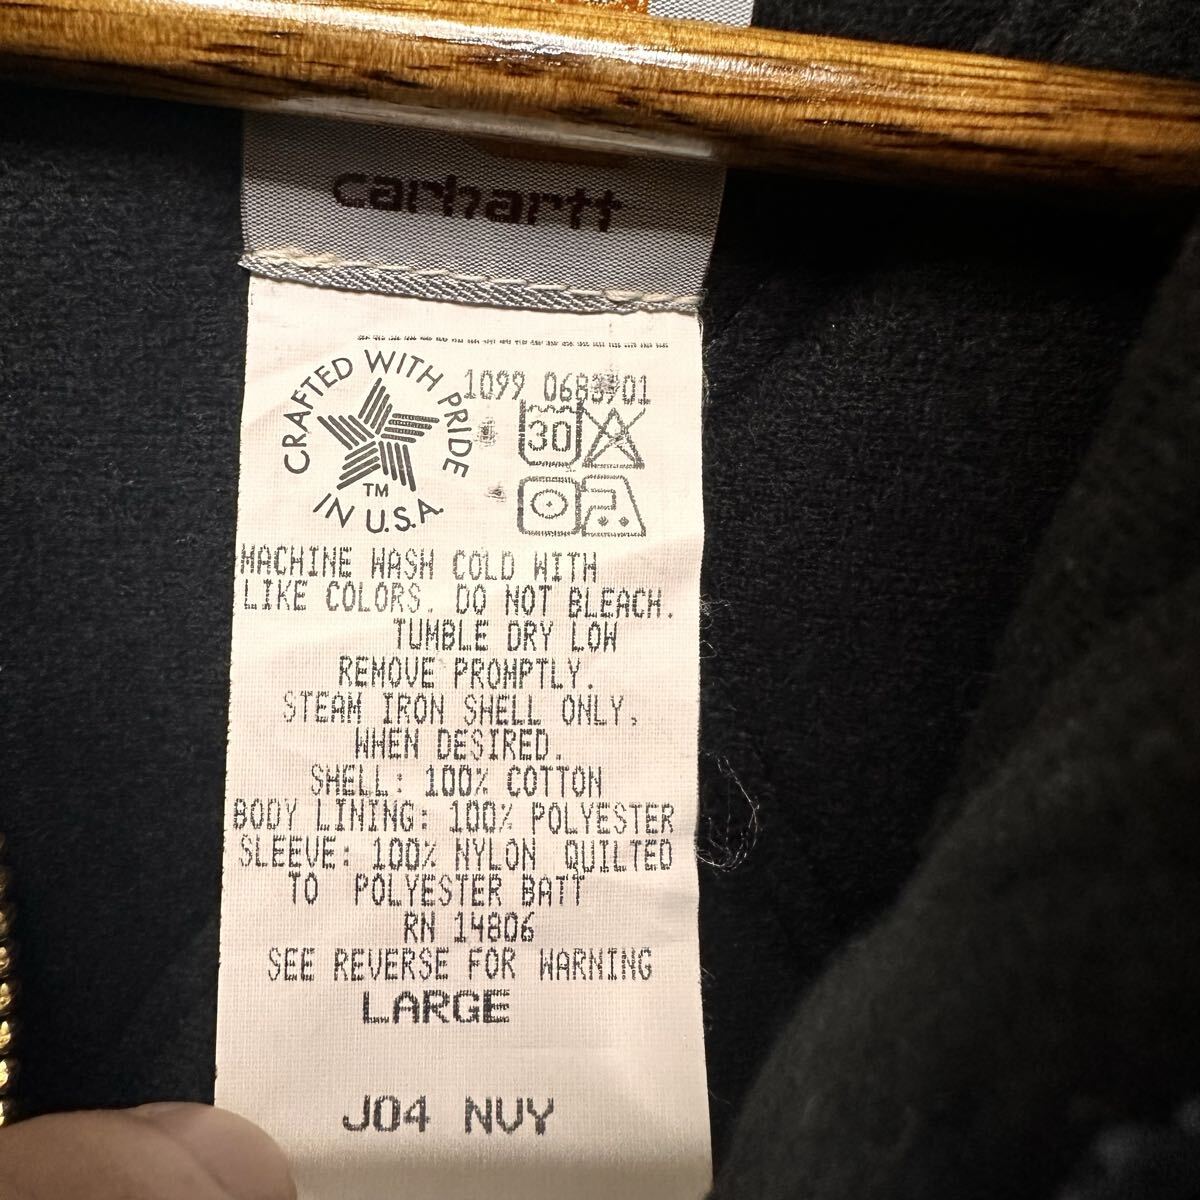 carhartt
CRAFTED WITH PRIDE
TM
IN U.S.A.
1099
30
MACHINE WASH COLD WITH
LIKE COLORS. DO NOT BLEACH.
TUMBLE DRY LOW
REMOVE PROMPTLY.
STEAM IRON SHELL ONLY,
WHEN DESIRED.
SHELL: 100% COTTON
BODY LINING: 100% POLYESTER
SLEEVE: 100% NYLON QUILTED
TO POLYESTER BATT
RN 14806
SEE REVERSE FOR WARNING
LARGE
J04 NVY